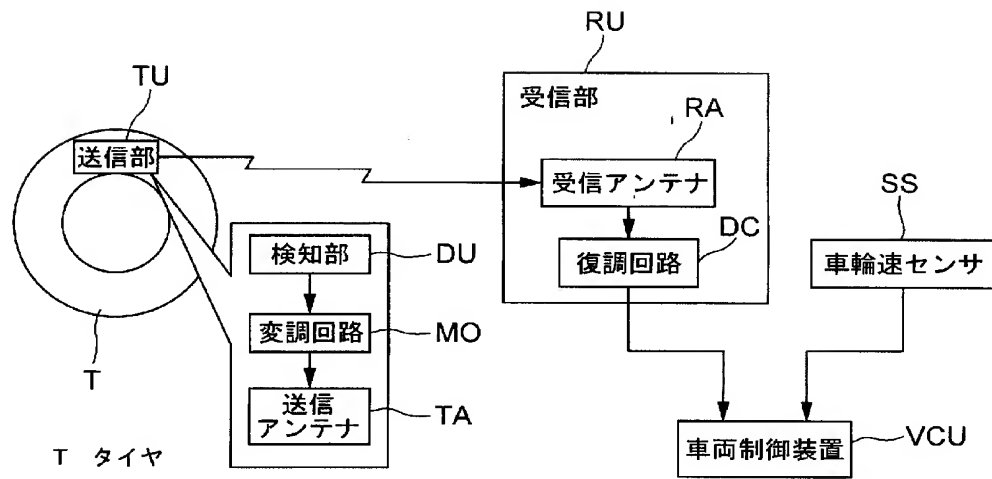 RU
TU
受信部
RA
送信部
受信アンテナ
SS
DC
検知部
DU
復調回路
車輪速センサ
変調回路
MO
T
送信
アンテナ
TA
VCU
車両制御装置
T タイヤ